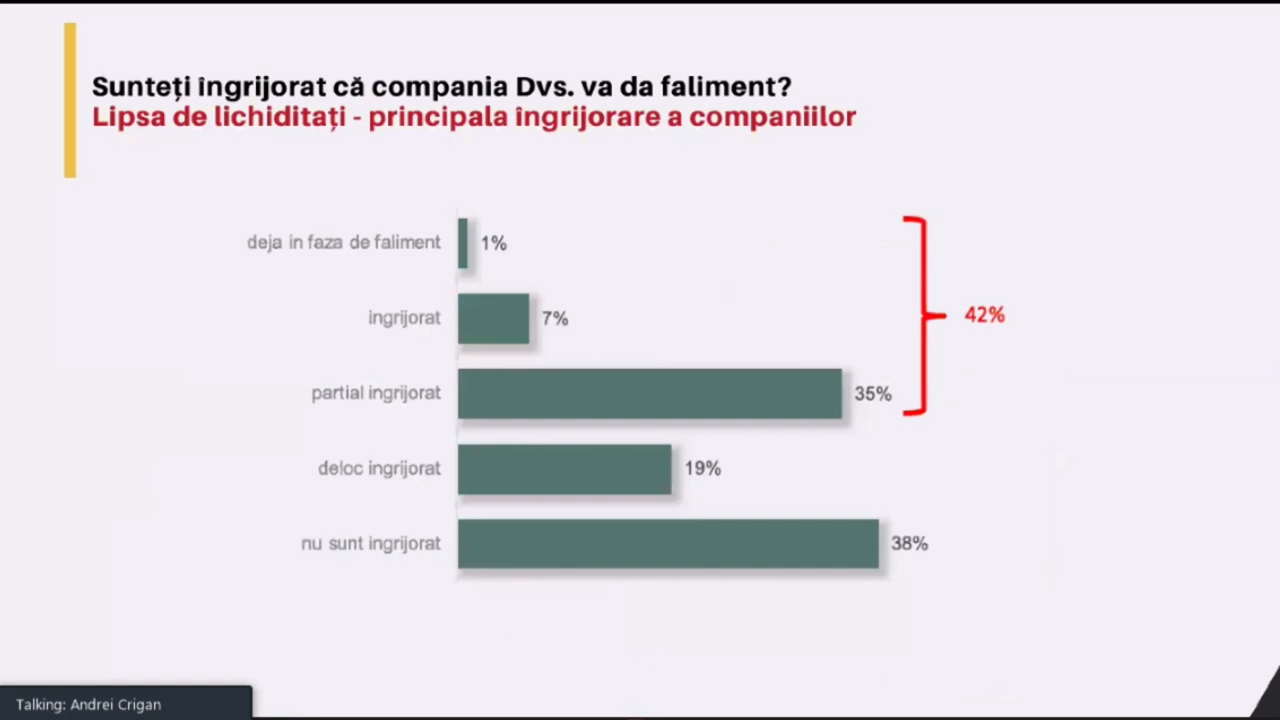 Sunteți îngrijorat că compania Dvs. va da faliment?
Lipsa de lichiditați - principala îngrijorare a companiilor
deja in faza de faliment 1%
ingrijorat 7%
42%
partial ingrijorat 35%
deloc ingrijorat 19%
nu sunt ingrijorat 38%
Talking: Andrei Crigan